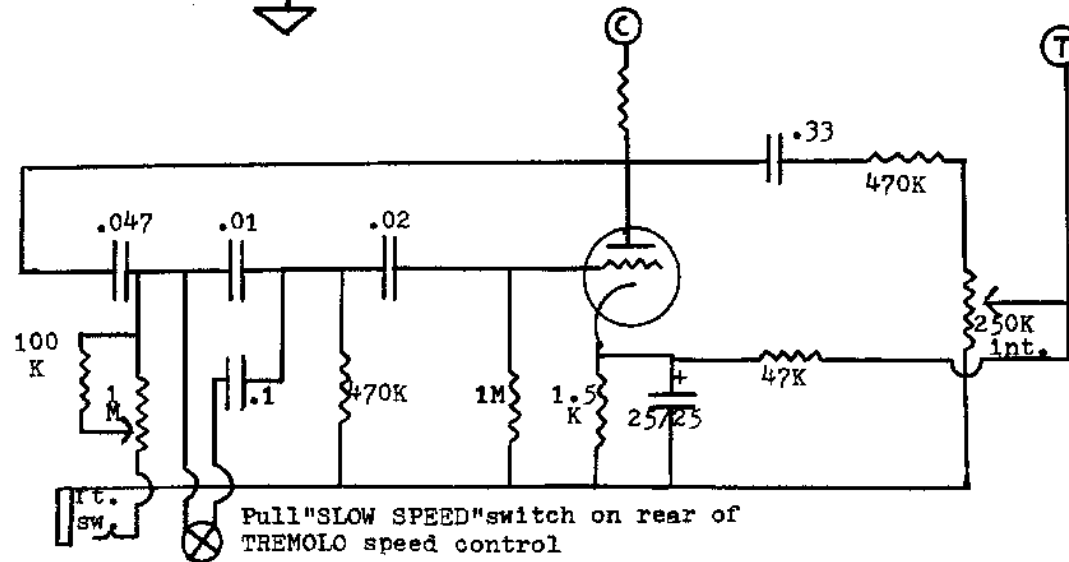 C
T
.33
470K
.047
.01
.02
250K
int.
100
K
1
M
.1
470K
1M
1.5
K
+
25/25
47K
ft.
sw.
Pull"SLOW SPEED"switch on rear of
TREMOLO speed control